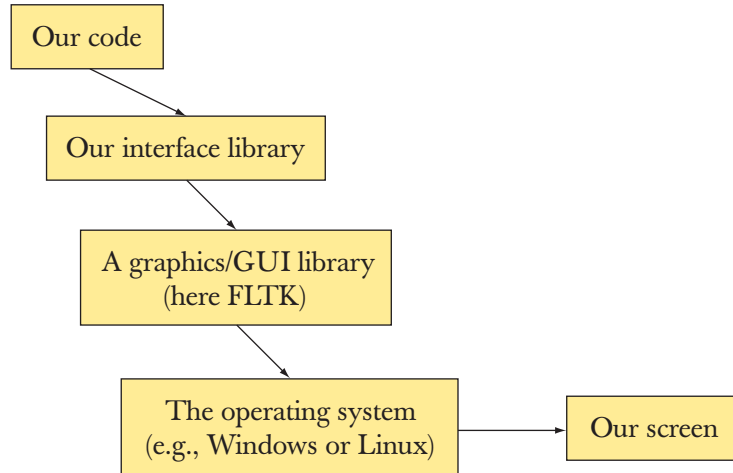 Our code
Our interface library
A graphics/GUI library
(here FLTK)
The operating system
(e.g., Windows or Linux)
Our screen